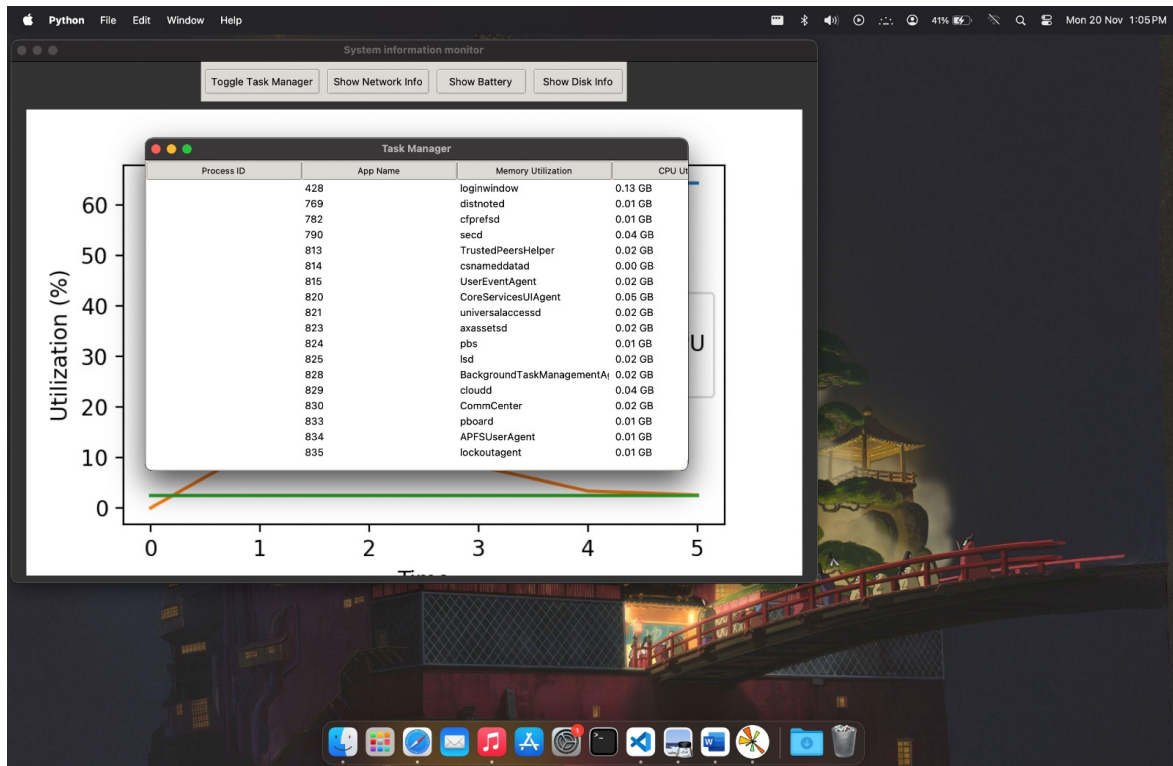 Python File Edit Window Help 41% Mon 20 Nov 1:05 PM
System information monitor
Toggle Task Manager Show Network Info Show Battery Show Disk Info
Task Manager
Process ID App Name Memory Utilization CPU Ut
428 loginwindow 0.13 GB
769 distnoted 0.01 GB
782 cfprefsd 0.01 GB
790 secd 0.04 GB
813 TrustedPeersHelper 0.02 GB
814 csnameddatad 0.00 GB
815 UserEventAgent 0.02 GB
820 CoreServicesUIAgent 0.05 GB
821 universalaccessd 0.02 GB
823 axassetsd 0.02 GB
824 pbs 0.01 GB
825 lsd 0.02 GB
828 BackgroundTaskManagementA 0.02 GB
829 cloudd 0.04 GB
830 CommCenter 0.02 GB
833 pboard 0.01 GB
834 APFSUserAgent 0.01 GB
835 lockoutagent 0.01 GB
Utilization (%)
60
50
40
30
20
10
0
U
0 1 2 3 4 5
1